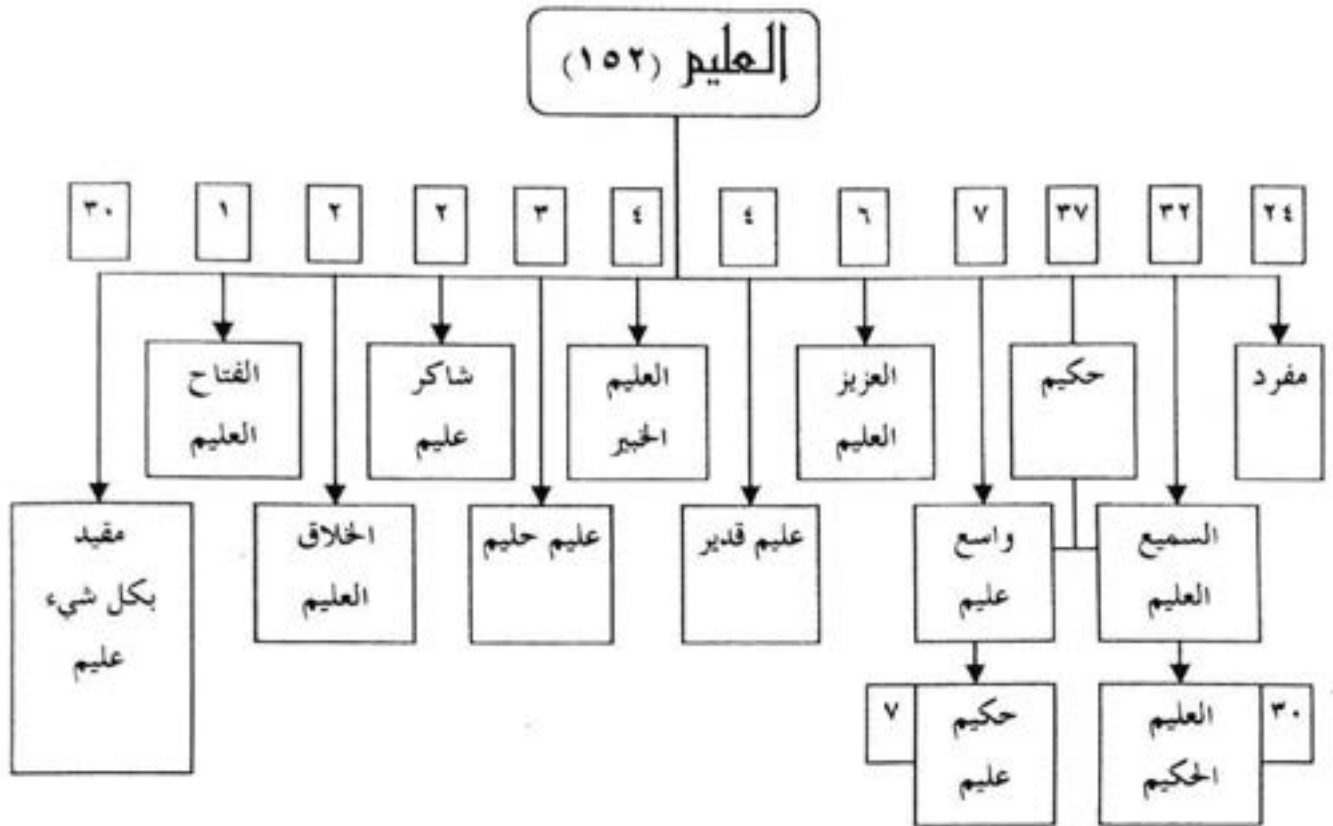 العليم (١٥٢)
٢٤
٣٢
٣٧
٧
٦
٤
٤
٣
٢
٢
١
٣٠
مفرد
حكيم
العزيز
العليم
العليم
الخبير
شاكر
عليم
الفتاح
العليم
السميع
العليم
واسع
عليم
عليم قدير
عليم حليم
الخلاق
العليم
مقيد
بكل شيء
عليم
٣٠
العليم
الحكيم
حكيم
عليم
٧